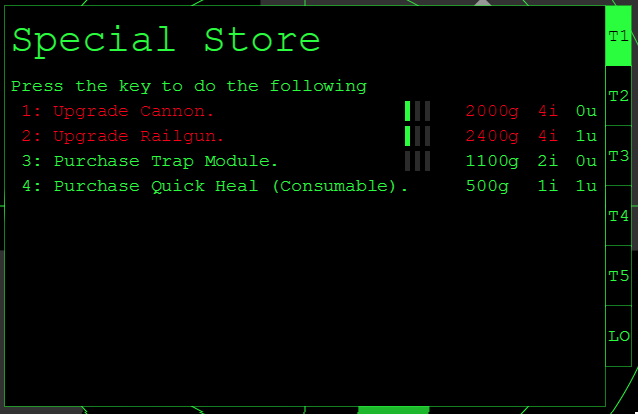 Special Store
Press the key to do the following
1: Upgrade Cannon. 2000g 4i 0u
2: Upgrade Railgun. 2400g 4i 1u
3: Purchase Trap Module. 1100g 2i 0u
4: Purchase Quick Heal (Consumable). 500g 1i 1u
T1
T2
T3
T4
T5
LO